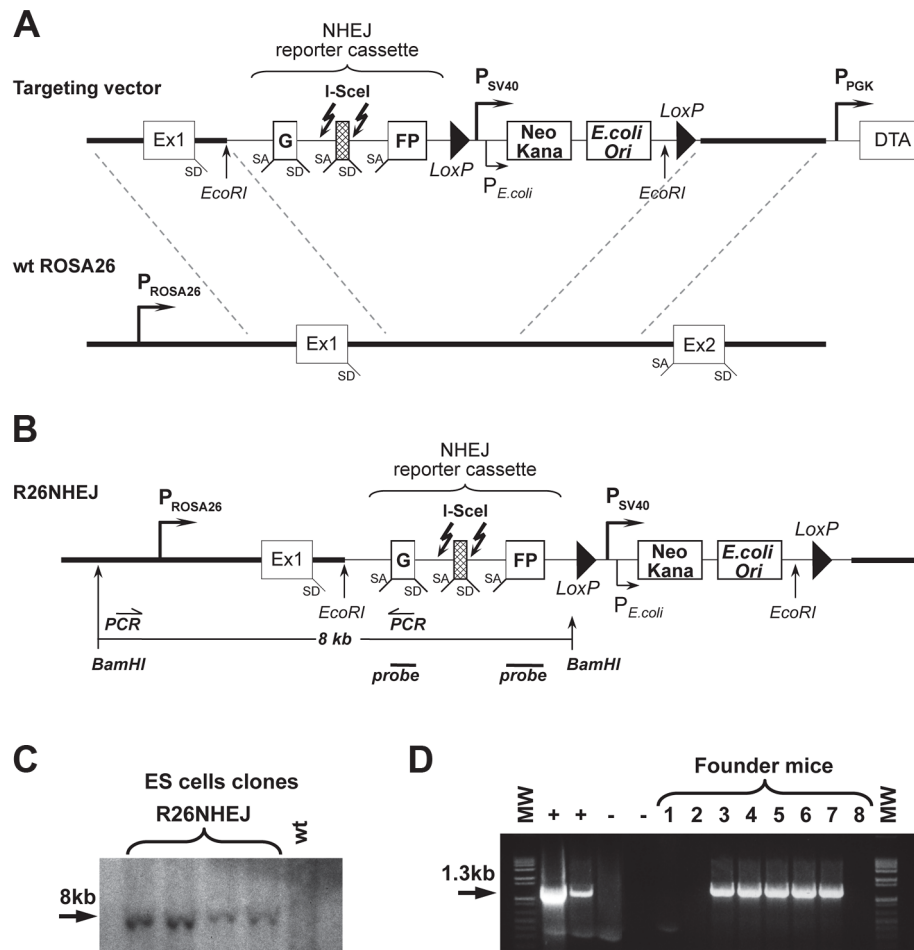 A
NHEJ
reporter cassette
Targeting vector
I-SceI
PSV40
PPGK
Ex1
G
FP
Neo
Kana
E.coli
Ori
LoxP
DTA
SD
SA
SD
SA
SD
SA
LoxP
EcoRI
PE.coli
EcoRI
wt ROSA26
PROSA26
Ex1
Ex2
SD
SA
SD
B
NHEJ
reporter cassette
R26NHEJ
PROSA26
I-SceI
PSV40
LoxP
Ex1
G
FP
Neo
Kana
E.coli
Ori
SD
SA
SD
SA
SD
SA
LoxP
EcoRI
PE.coli
EcoRI
PCR
PCR
8 kb
BamHI
BamHI
probe
probe
C
ES cells clones
R26NHEJ
wt
8kb
D
Founder mice
MW + + - - 1 2 3 4 5 6 7 8 MW
1.3kb